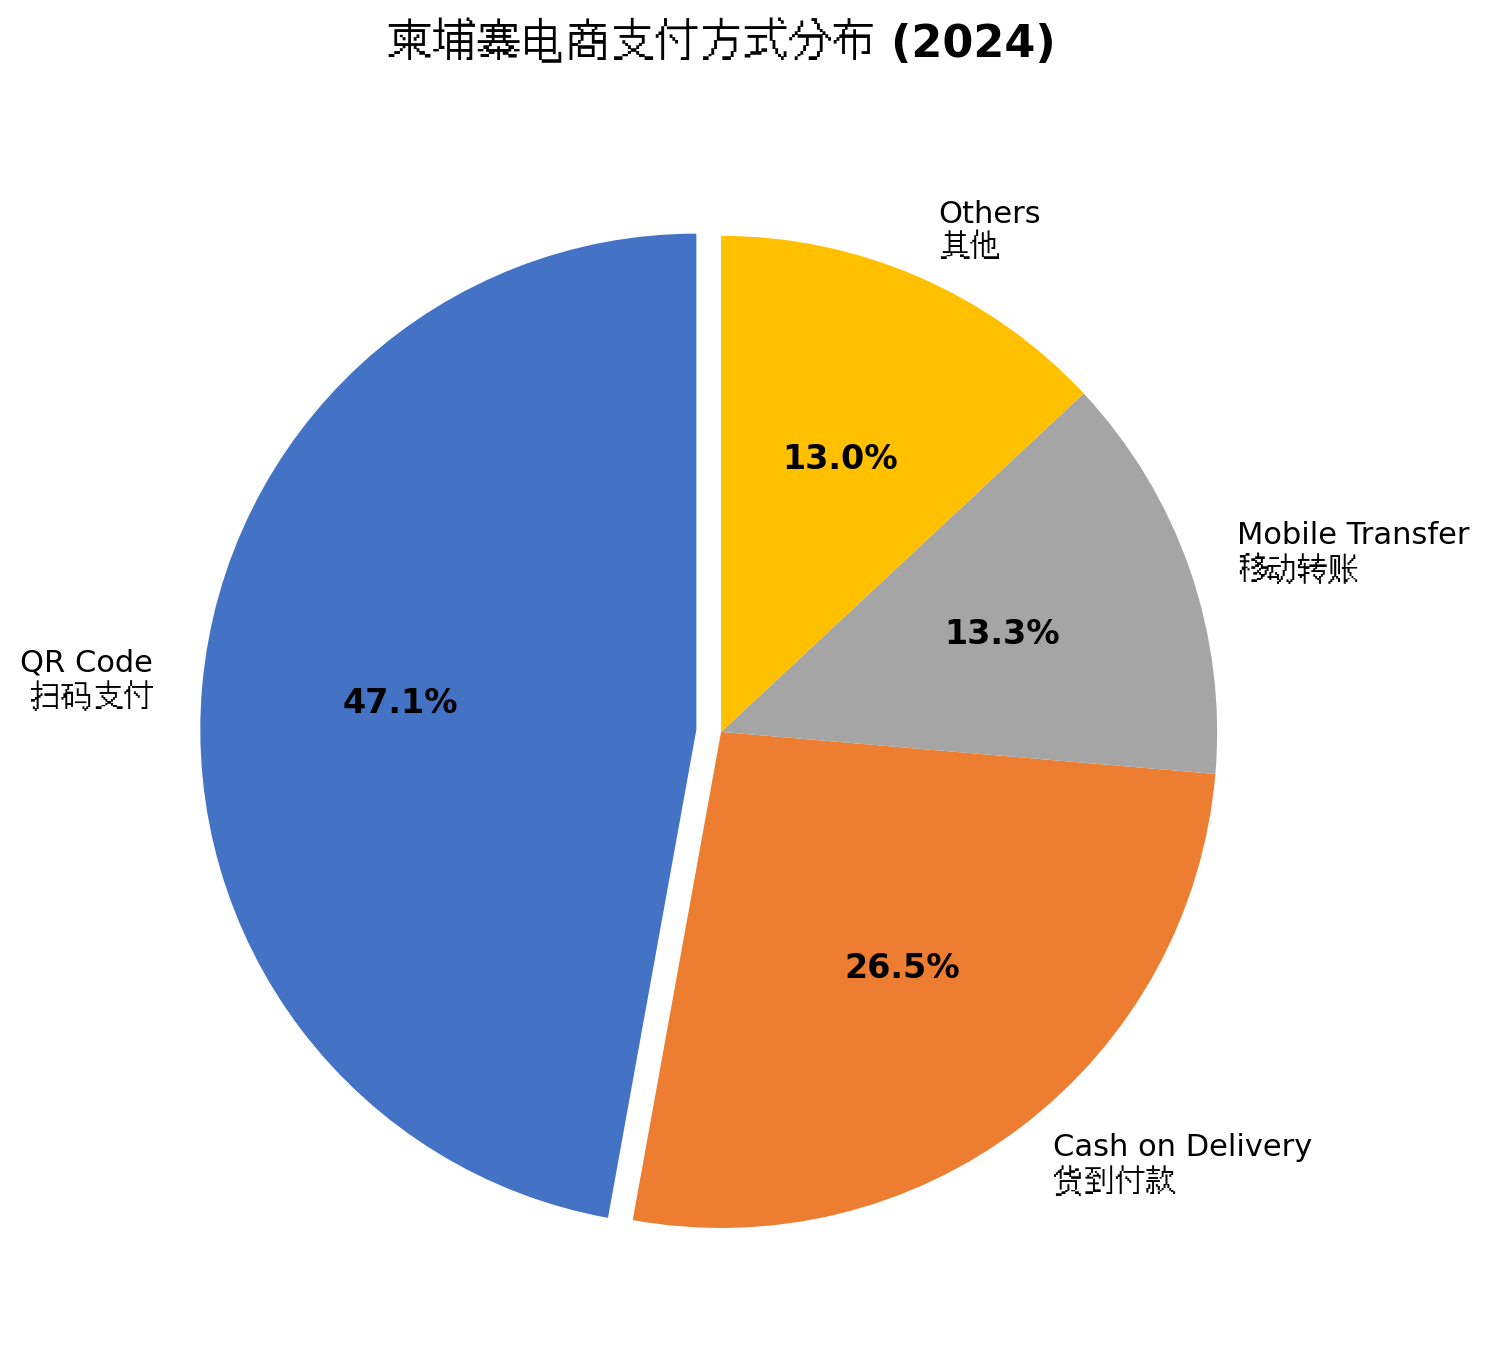 柬埔寨电商支付方式分布 (2024)
Others
其他
13.0%
Mobile Transfer
移动转账
13.3%
QR Code
扫码支付
47.1%
26.5%
Cash on Delivery
货到付款